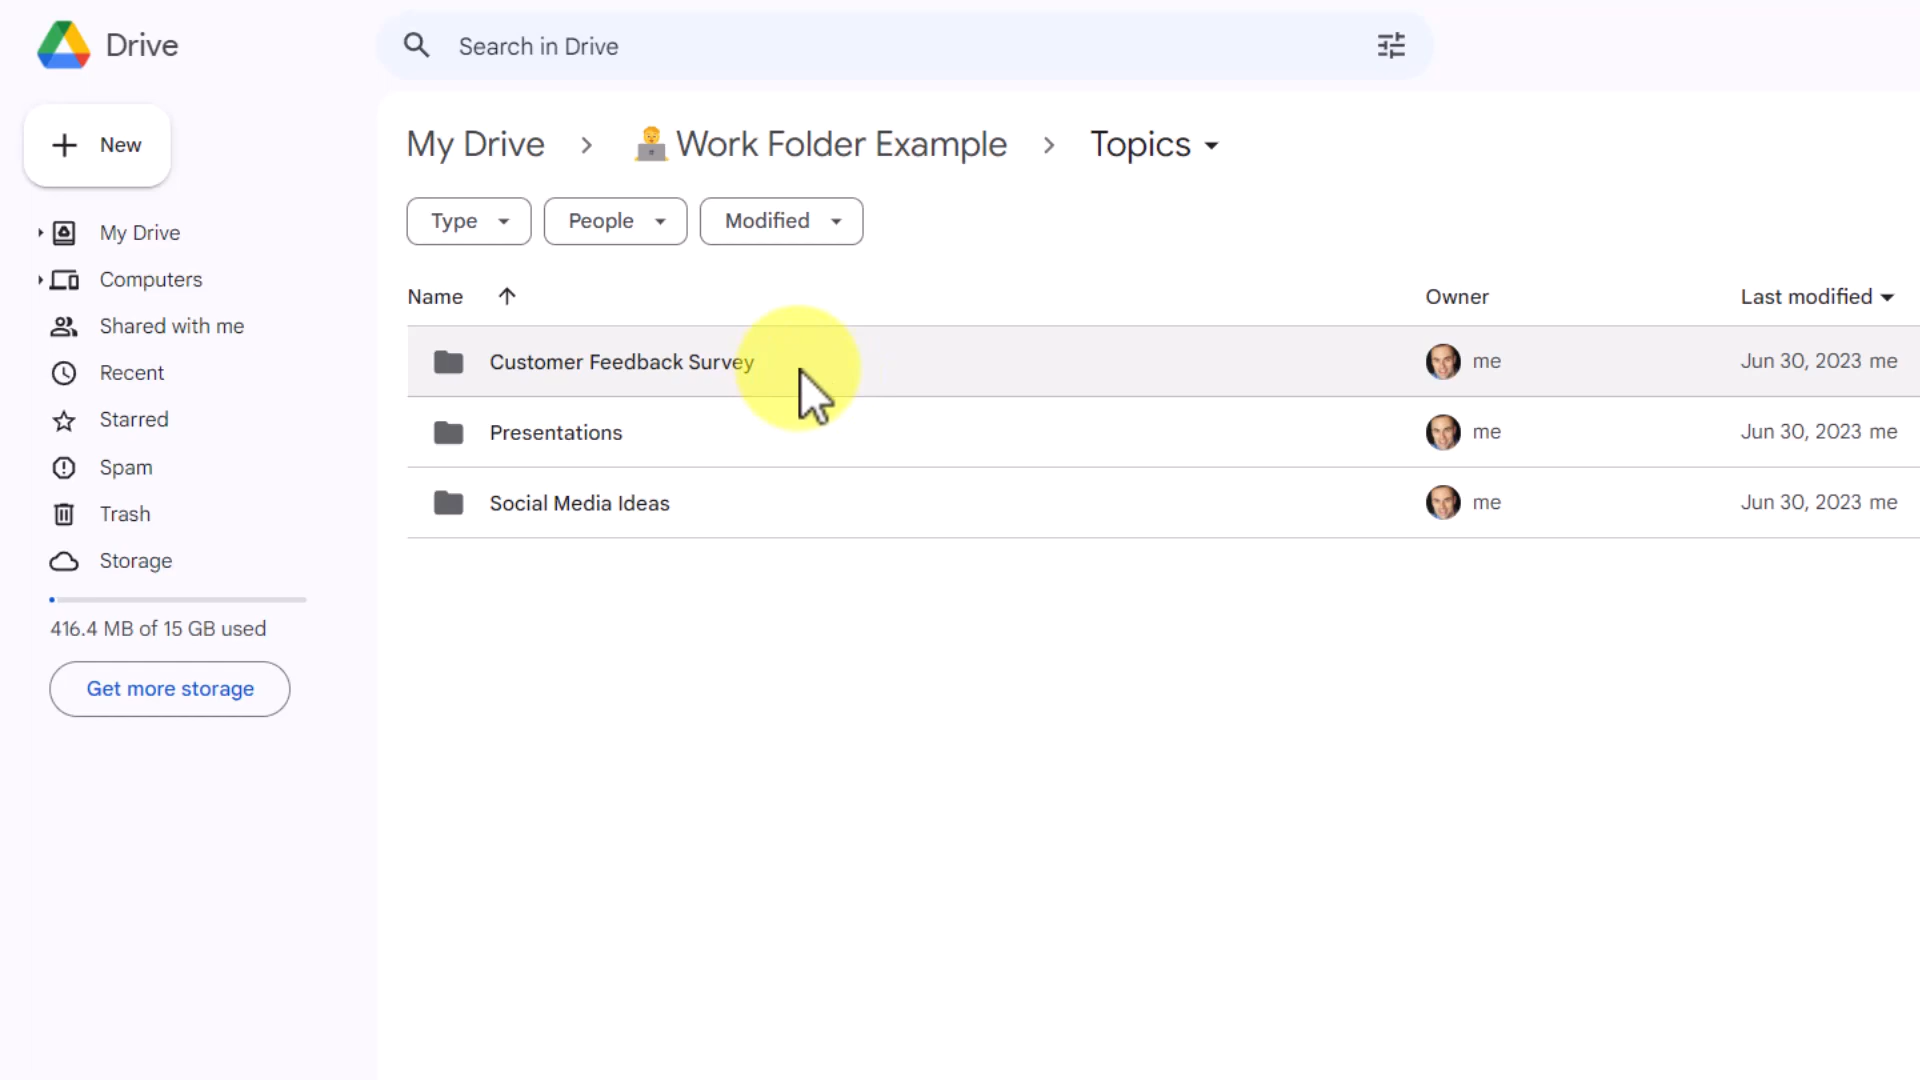 Drive
Search in Drive
New
My Drive
Computers
Shared with me
Recent
Starred
Spam
Trash
Storage
416.4 MB of 15 GB used
Get more storage
My Drive > Work Folder Example > Topics
Type People Modified
Name Owner Last modified
Customer Feedback Survey me Jun 30, 2023 me
Presentations me Jun 30, 2023 me
Social Media Ideas me Jun 30, 2023 me